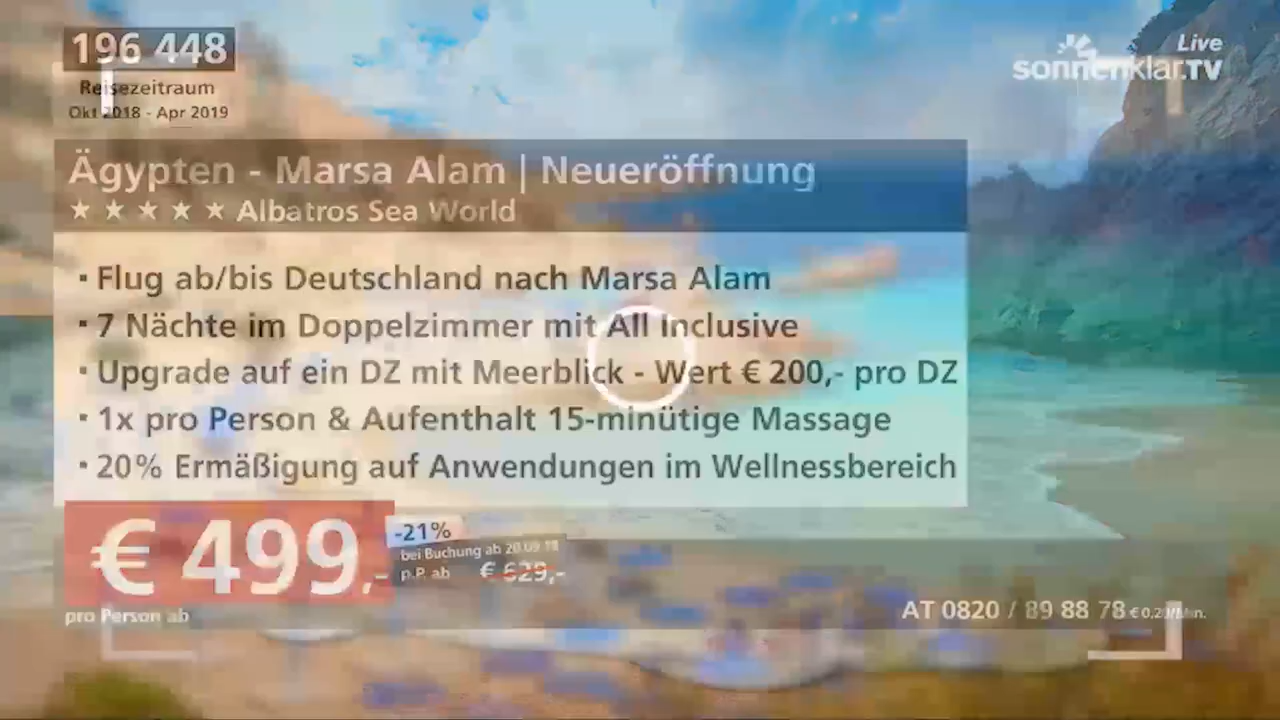 196 448
Reisezeitraum
Okt 2018 - Apr 2019
Live
sonnenklar.TV
Ägypten - Marsa Alam | Neueröffnung
★ ★ ★ ★ ★ Albatros Sea World
▪ Flug ab/bis Deutschland nach Marsa Alam
▪ 7 Nächte im Doppelzimmer mit All Inclusive
▪ Upgrade auf ein DZ mit Meerblick - Wert € 200,- pro DZ
▪ 1x pro Person & Aufenthalt 15-minütige Massage
▪ 20% Ermäßigung auf Anwendungen im Wellnessbereich
€ 499,-
-21%
bei Buchung ab 20.09.18
p.P. ab € 629,-
pro Person ab
AT 0820 / 89 88 78